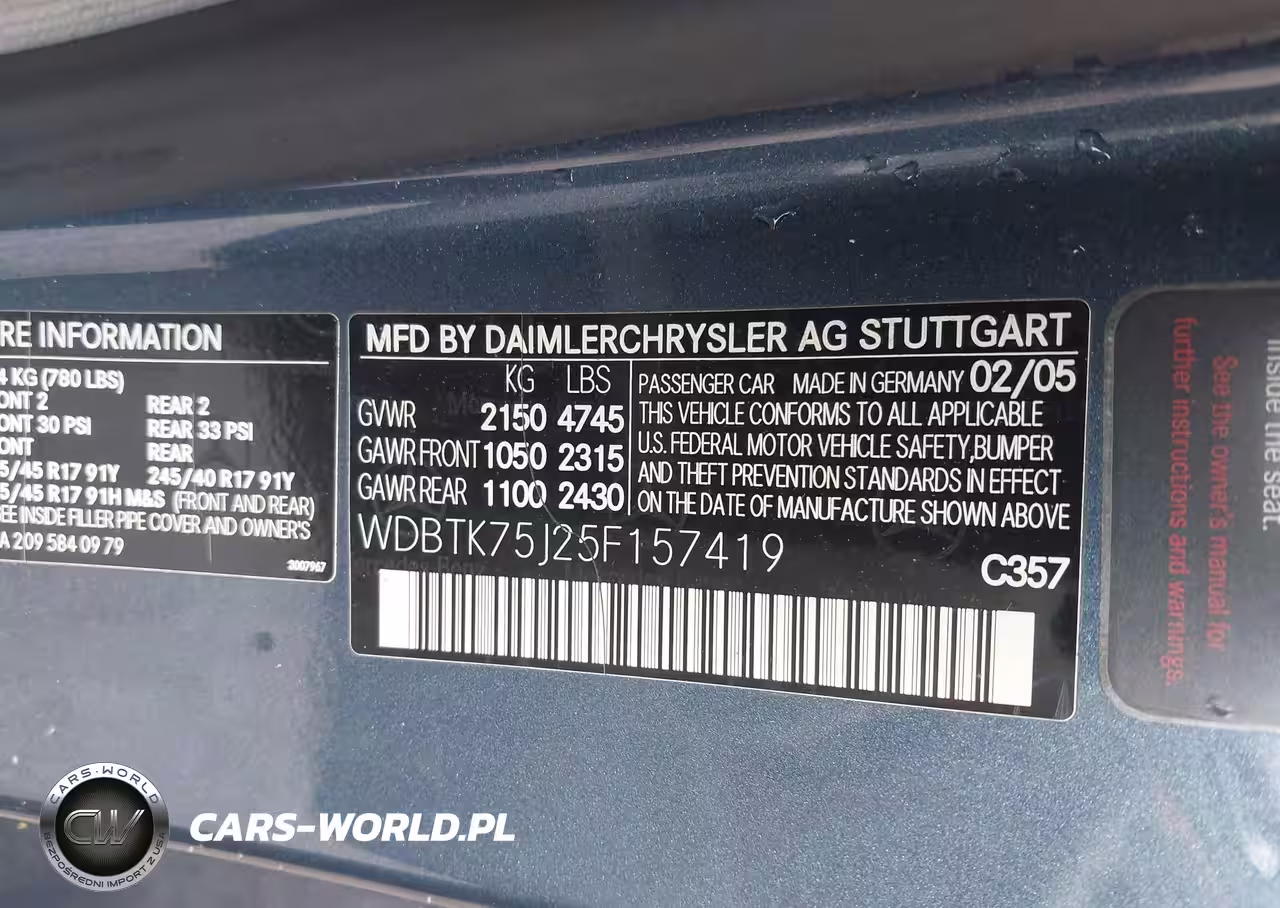 RE INFORMATION
4 KG (780 LBS)
ONT 2 REAR 2
ONT 30 PSI REAR 33 PSI
ONT REAR
5/45 R17 91Y 245/40 R17 91Y
5/45 R17 91H M&S (FRONT AND REAR)
EE INSIDE FILLER PIPE COVER AND OWNER'S
A 209 584 09 79
3007967
MFD BY DAIMLERCHRYSLER AG STUTTGART
KG LBS
GVWR 2150 4745
GAWR FRONT 1050 2315
GAWR REAR 1100 2430
PASSENGER CAR MADE IN GERMANY 02/05
THIS VEHICLE CONFORMS TO ALL APPLICABLE
U.S. FEDERAL MOTOR VEHICLE SAFETY,BUMPER
AND THEFT PREVENTION STANDARDS IN EFFECT
ON THE DATE OF MANUFACTURE SHOWN ABOVE
WDBTK75J25F157419
C357
inside the seat
See the owner's manual for
further instructions and warnings.
CARS-WORLD
CW
BEZPOŚREDNI IMPORT Z USA
CARS-WORLD.PL